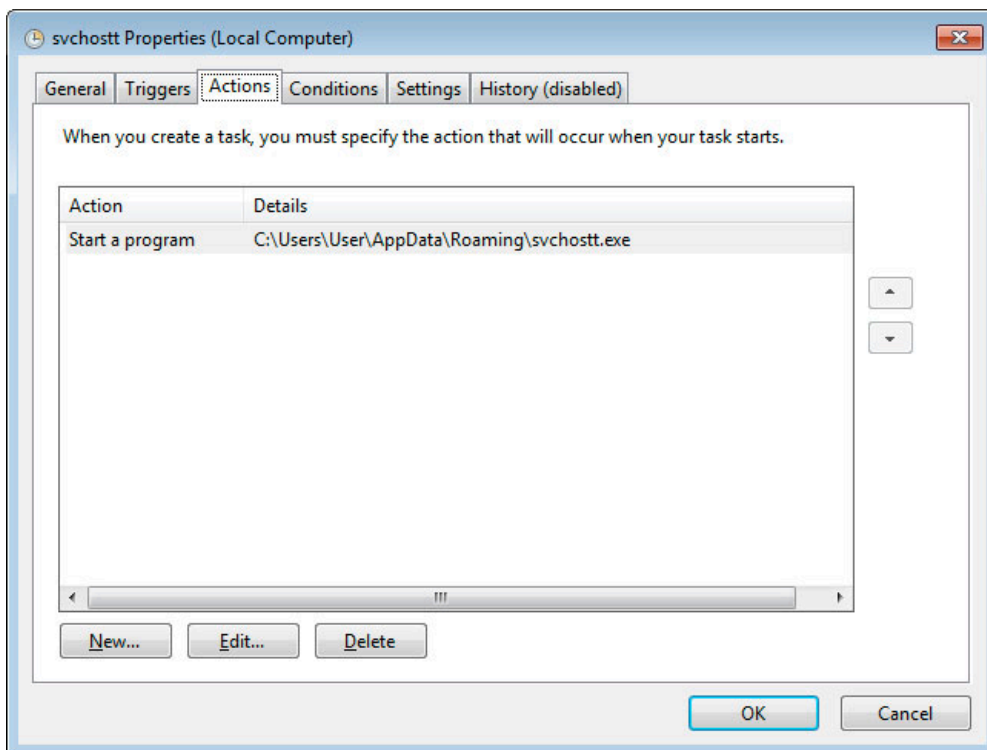 svchostt Properties (Local Computer)
General Triggers Actions Conditions Settings History (disabled)
When you create a task, you must specify the action that will occur when your task starts.
Action Details
Start a program C:\Users\User\AppData\Roaming\svchostt.exe
New... Edit... Delete
OK Cancel